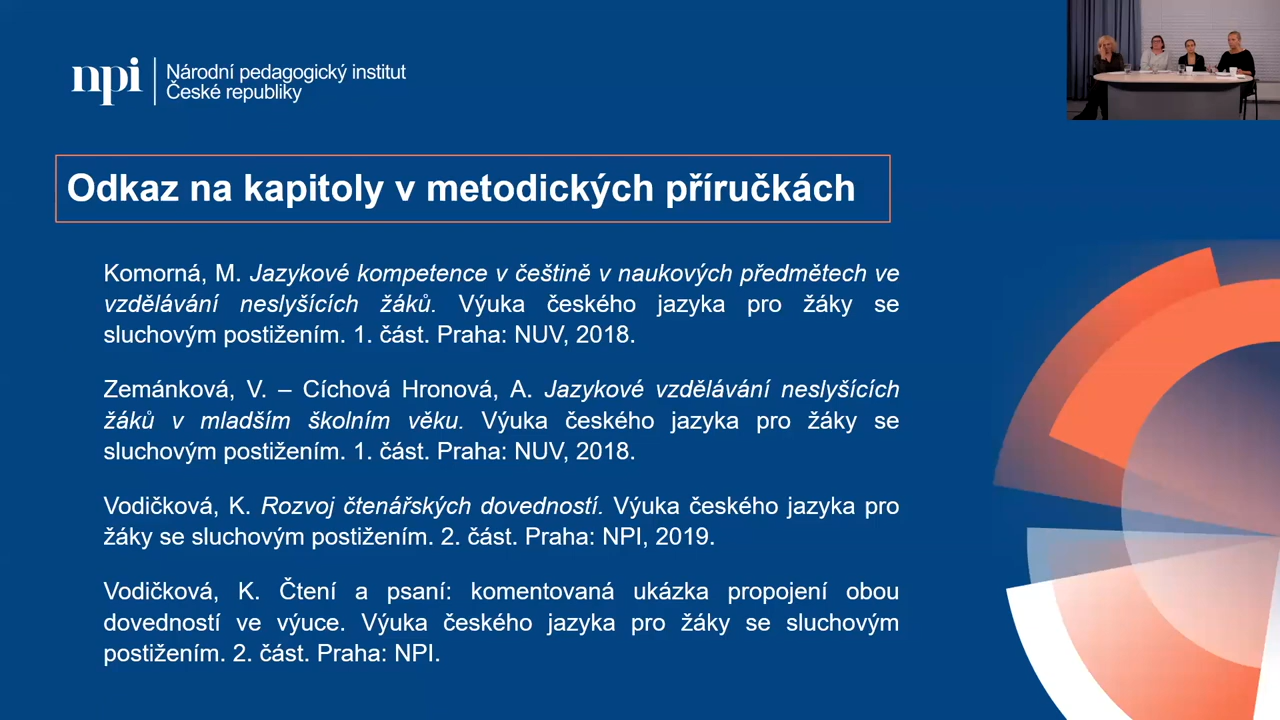 npi
Národní pedagogický institut
České republiky
Odkaz na kapitoly v metodických příručkách
Komorná, M. Jazykové kompetence v češtině v naukových předmětech ve
vzdělávání neslyšících žáků. Výuka českého jazyka pro žáky se
sluchovým postižením. 1. část. Praha: NUV, 2018.
Zemánková, V. – Cíchová Hronová, A. Jazykové vzdělávání neslyšících
žáků v mladším školním věku. Výuka českého jazyka pro žáky se
sluchovým postižením. 1. část. Praha: NUV, 2018.
Vodičková, K. Rozvoj čtenářských dovedností. Výuka českého jazyka pro
žáky se sluchovým postižením. 2. část. Praha: NPI, 2019.
Vodičková, K. Čtení a psaní: komentovaná ukázka propojení obou
dovedností ve výuce. Výuka českého jazyka pro žáky se sluchovým
postižením. 2. část. Praha: NPI.